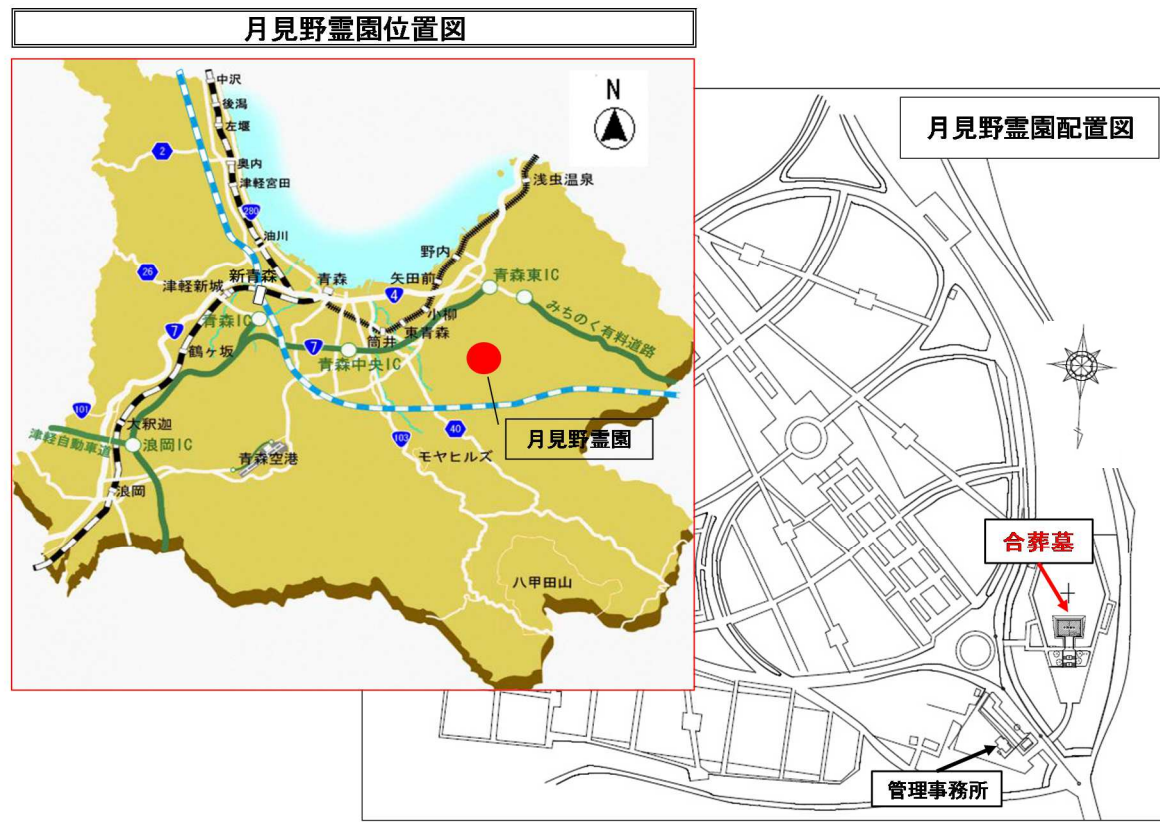 月見野霊園位置図
中沢
後潟
左堰
2
奥内
津軽宮田
280
油川
N
浅虫温泉
野内
26
新青森
津軽新城
青森
矢田前
青森東IC
4
小柳
みちのく有料道路
青森IC
7
鶴ヶ坂
7
筒井
東青森
青森中央IC
101
大釈迦
津軽自動車道
浪岡IC
青森空港
103
40
モヤヒルズ
月見野霊園
浪岡
八甲田山
月見野霊園配置図
合葬墓
管理事務所